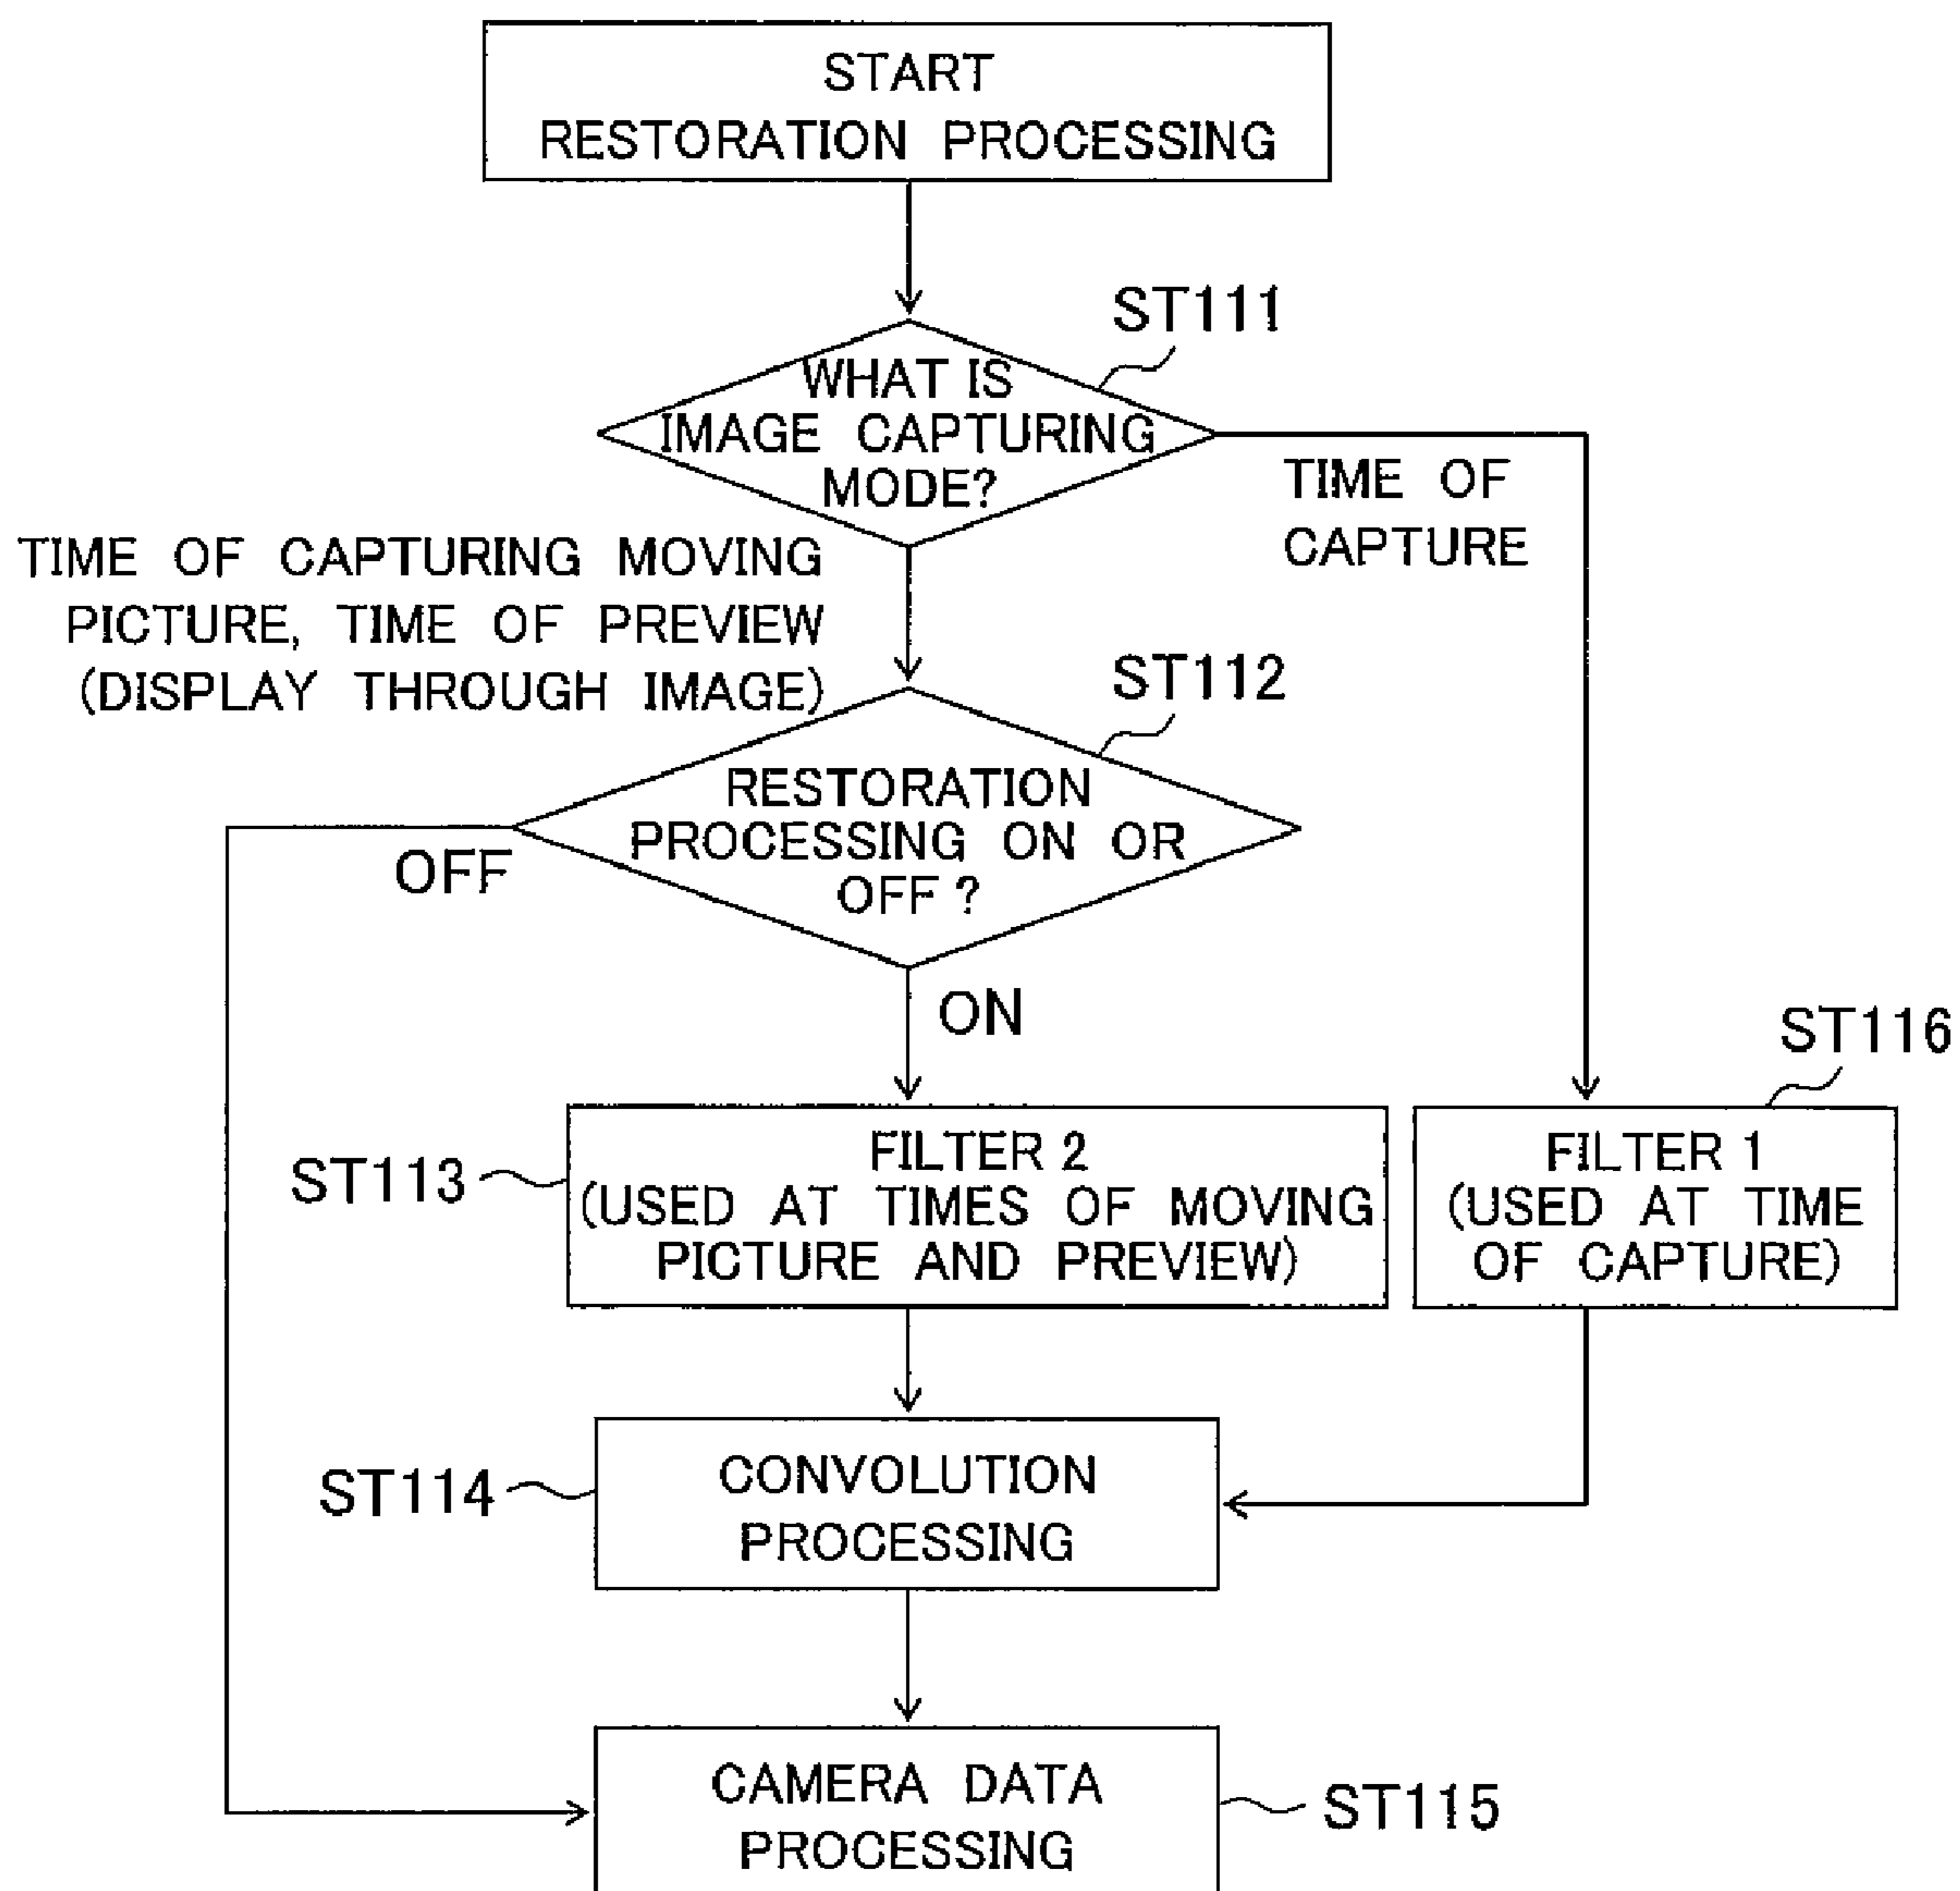 START
RESTORATION PROCESSING
ST111
WHAT IS
IMAGE CAPTURING
MODE?
TIME OF
CAPTURE
TIME OF CAPTURING MOVING
PICTURE, TIME OF PREVIEW
(DISPLAY THROUGH IMAGE)
ST112
RESTORATION
PROCESSING ON OR
OFF ?
OFF
ON
ST116
ST113
FILTER 2
(USED AT TIMES OF MOVING
PICTURE AND PREVIEW)
FILTER 1
(USED AT TIME
OF CAPTURE)
ST114
CONVOLUTION
PROCESSING
CAMERA DATA
PROCESSING
ST115